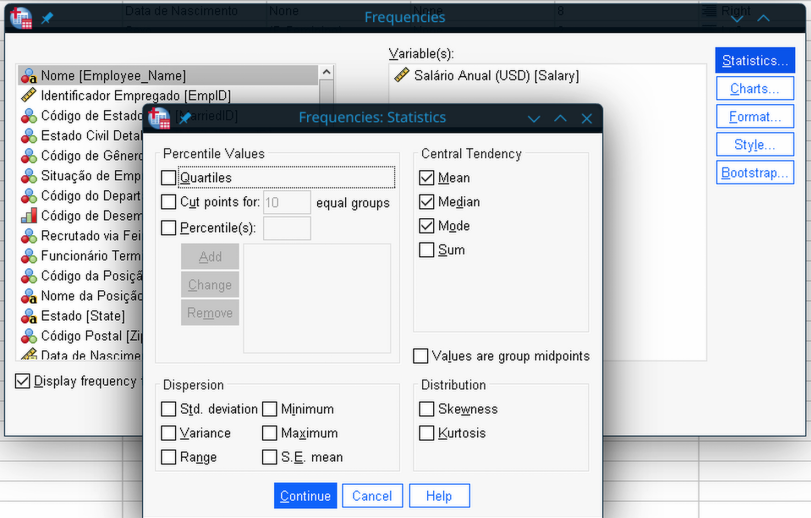 Data de Nascimento None None 8 Right
Frequencies
Variable(s):
Nome [Employee_Name]
Identificador Empregado [EmpID]
Código de Estado
Estado Civil Deta
Código de Gêner
Situação de Emp
Código do Depart
Código de Desem
Recrutado via Fei
Funcionário Term
Código da Posiçã
Nome da Posição
Estado [State]
Código Postal [Zi
Data de Nascime
Display frequency
Salário Anual (USD) [Salary]
Statistics...
Charts...
Format...
Style...
Bootstrap...
Frequencies: Statistics
Percentile Values
Quartiles
Cut points for: 10 equal groups
Percentile(s):
Add
Change
Remove
Central Tendency
Mean
Median
Mode
Sum
Values are group midpoints
Dispersion
Std. deviation Minimum
Variance Maximum
Range S.E. mean
Distribution
Skewness
Kurtosis
Continue Cancel Help